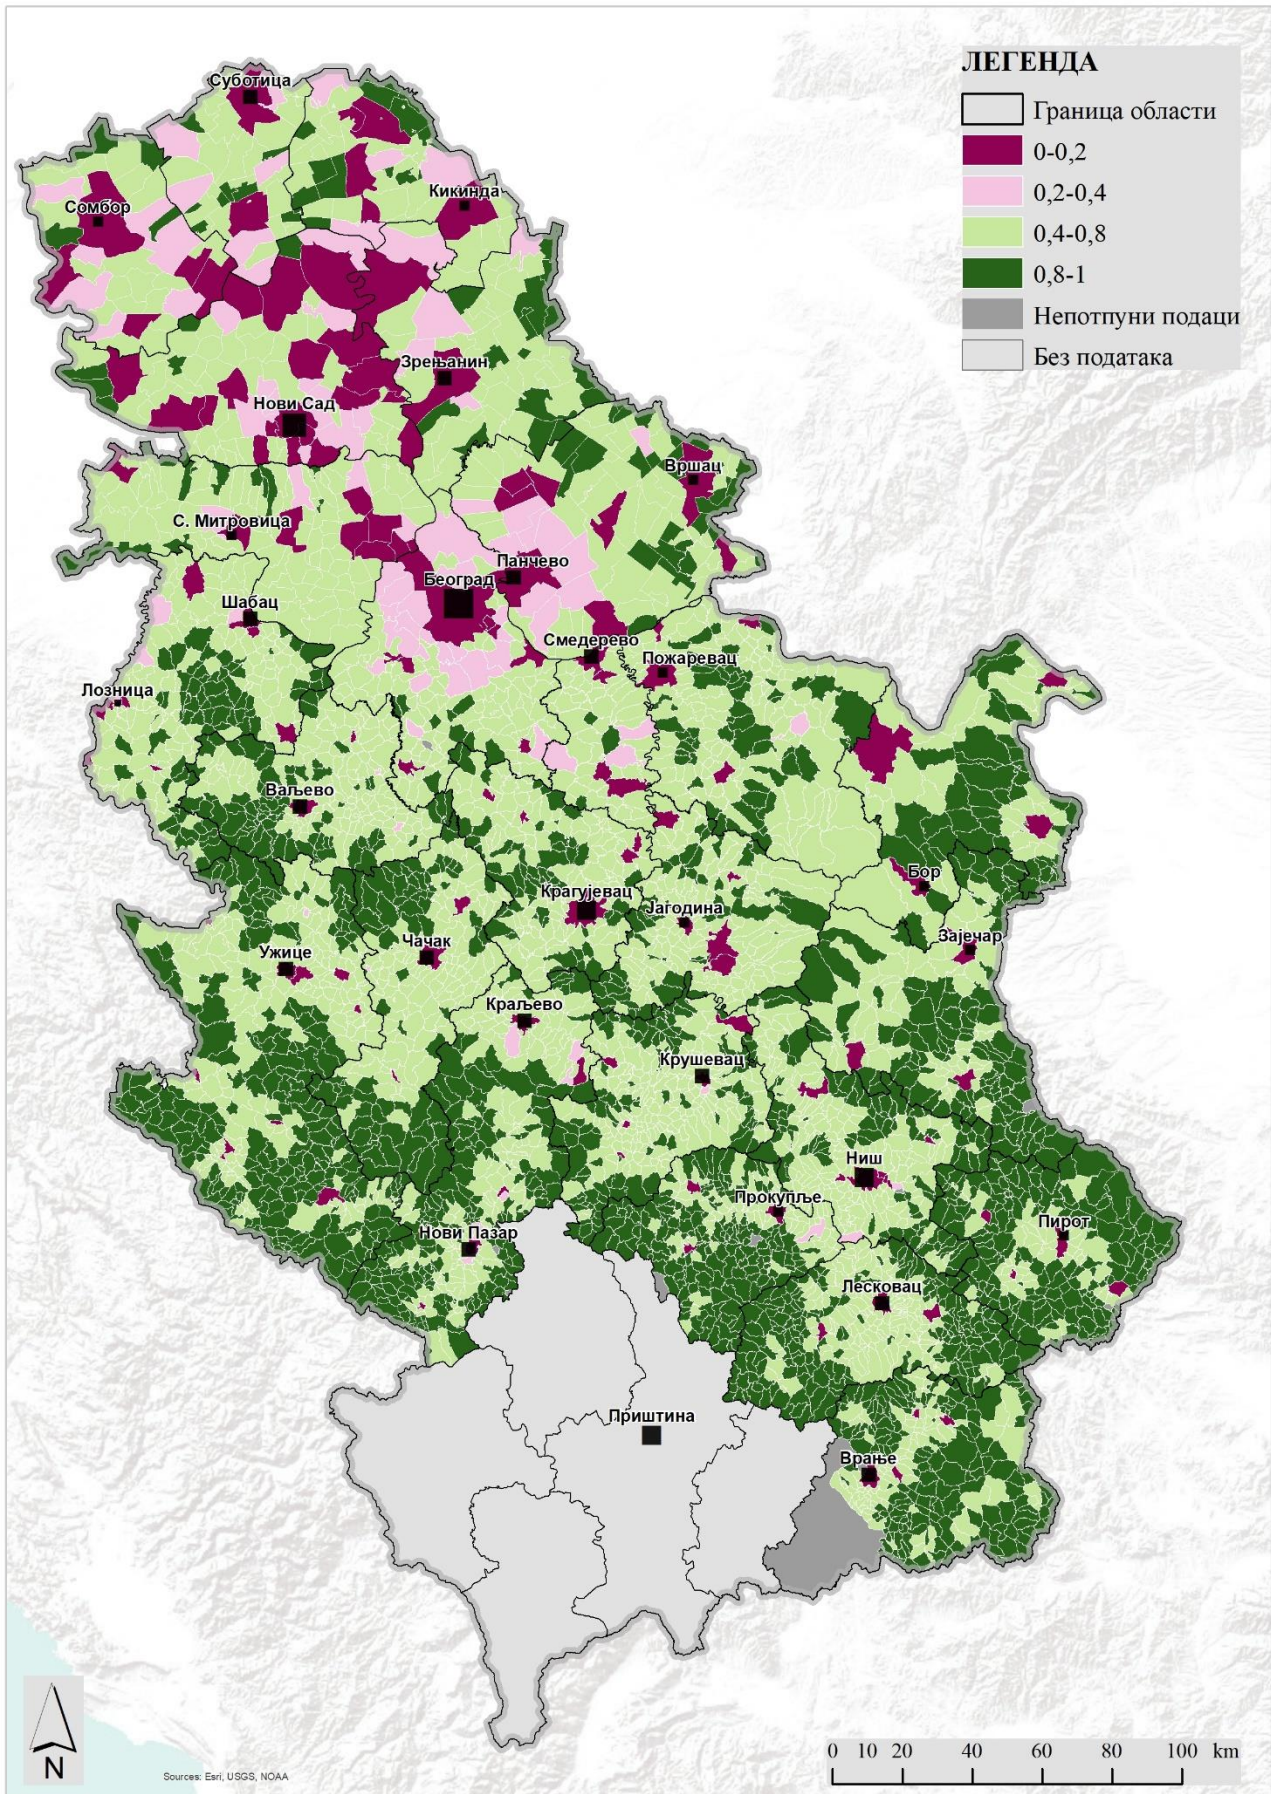 ЛЕГЕНДА
Граница области
0-0,2
0,2-0,4
0,4-0,8
0,8-1
Непотпуни подаци
Без података
Суботица
Сомбор
Кикинда
Зрењанин
Нови Сад
Вршац
С. Митровица
Панчево
Београд
Шабац
Смедерево
Пожаревац
Лозница
Ваљево
Бор
Крагујевац
Јагодина
Зајечар
Ужице
Чачак
Краљево
Крушевац
Ниш
Прокупље
Пирот
Нови Пазар
Лесковац
Приштина
Врање
N
Sources: Esri, USGS, NOAA
0 10 20 40 60 80 100 km